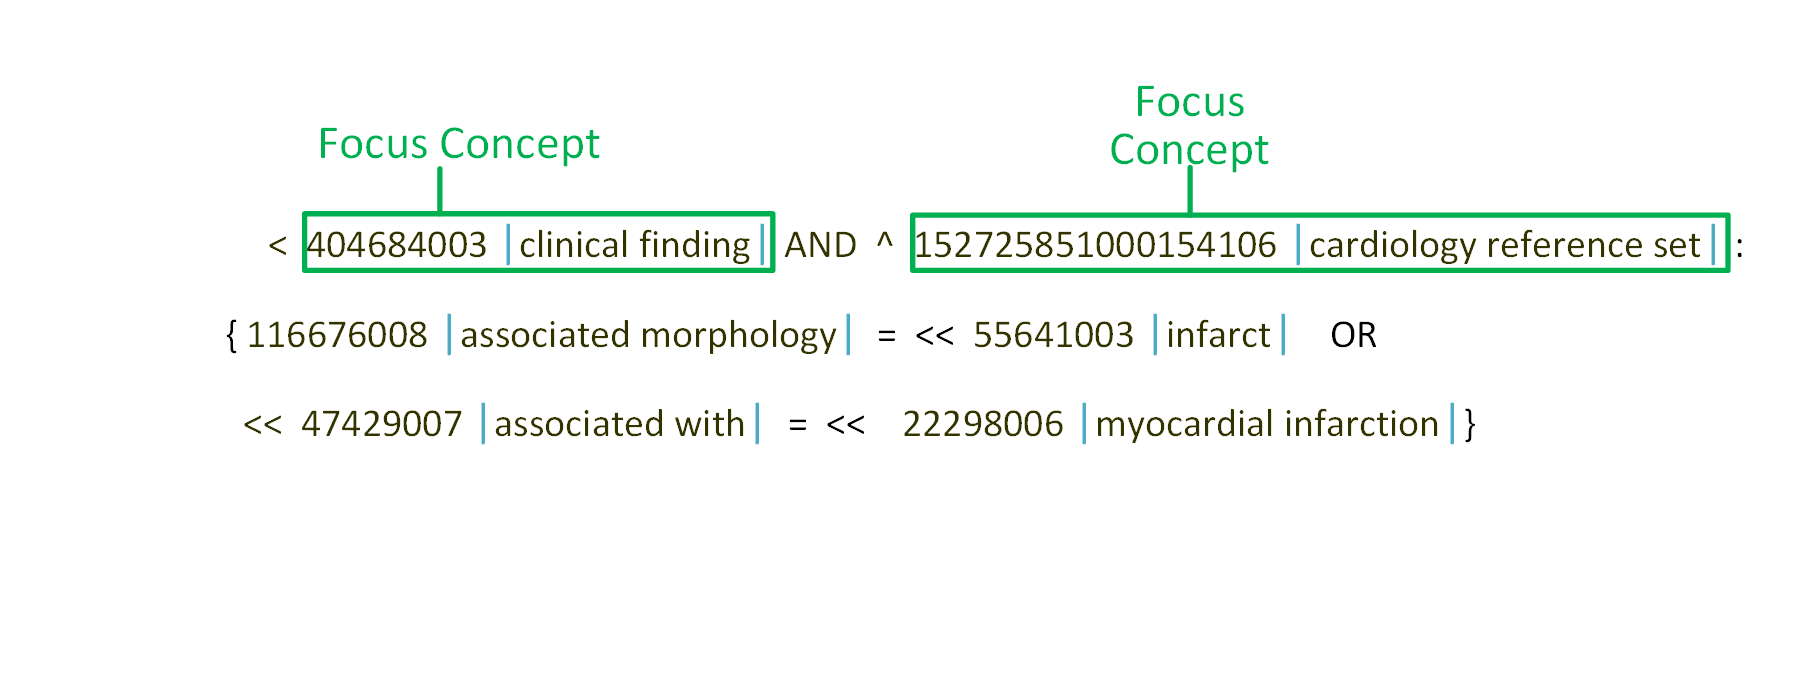 Focus Concept
Focus
Concept
< 404684003 |clinical finding| AND ^ 152725851000154106 |cardiology reference set| :
{ 116676008 |associated morphology| = << 55641003 |infarct| OR
<< 47429007 |associated with| = << 22298006 |myocardial infarction|}